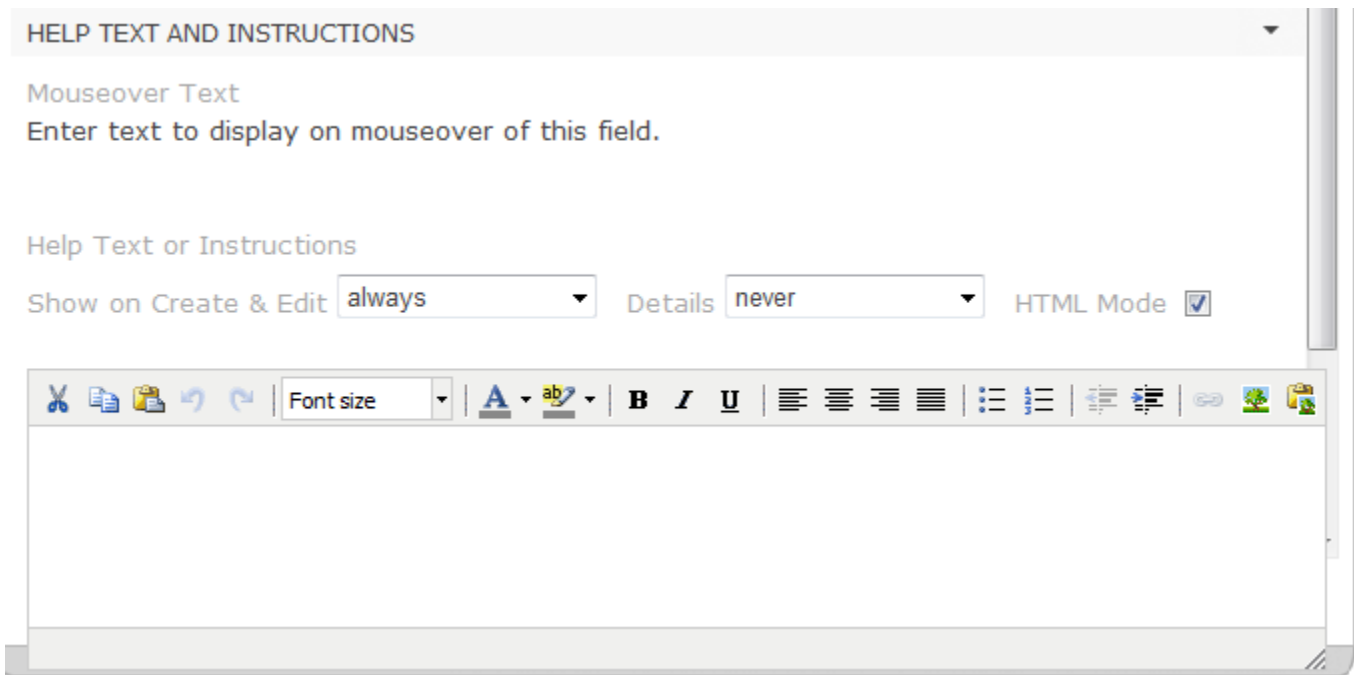 HELP TEXT AND INSTRUCTIONS
Mouseover Text
Enter text to display on mouseover of this field.
Help Text or Instructions
Show on Create & Edit always Details never HTML Mode
Font size A ab B I U